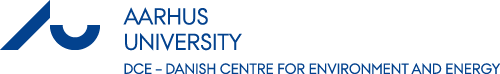 AARHUS
UNIVERSITY
DCE – DANISH CENTRE FOR ENVIRONMENT AND ENERGY